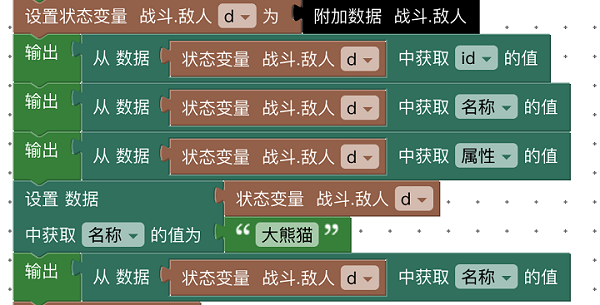 设置状态变量 战斗.敌人 d 为 附加数据 战斗.敌人
输出 从 数据 状态变量 战斗.敌人 d 中获取 id 的值
输出 从 数据 状态变量 战斗.敌人 d 中获取 名称 的值
输出 从 数据 状态变量 战斗.敌人 d 中获取 属性 的值
设置 数据 状态变量 战斗.敌人 d
中获取 名称 的值为 “ 大熊猫 ”
输出 从 数据 状态变量 战斗.敌人 d 中获取 名称 的值